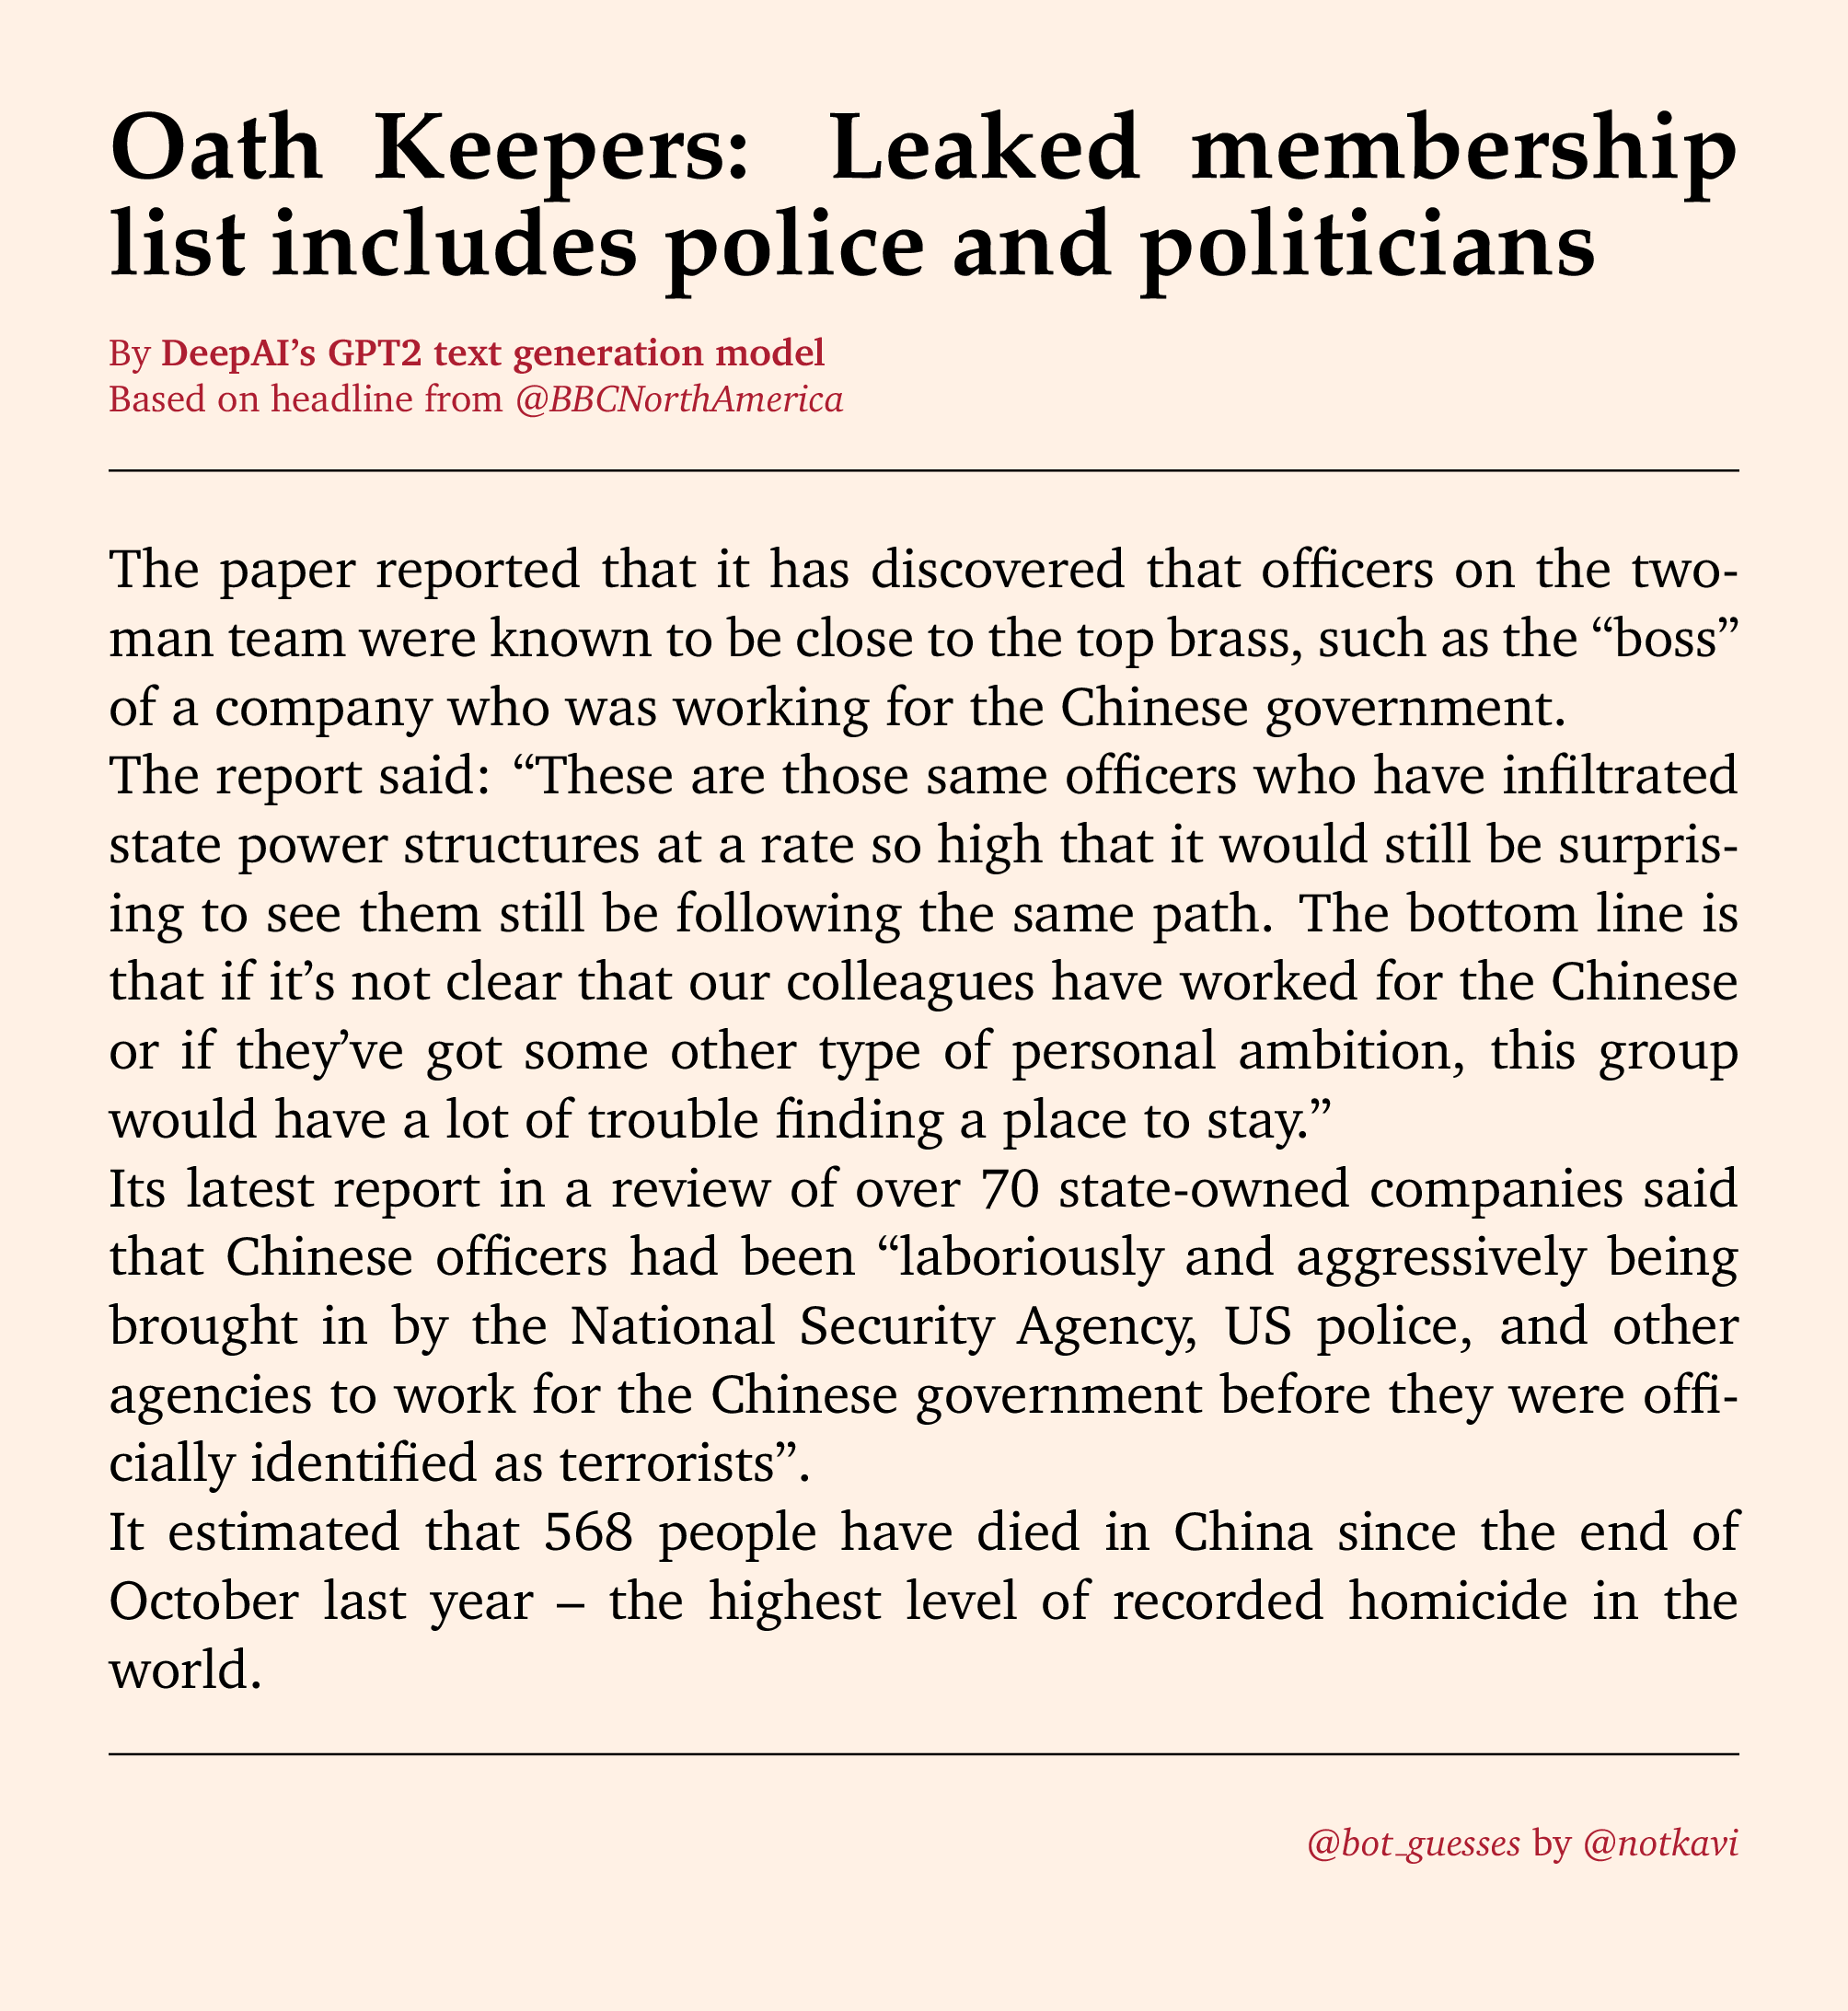 Oath Keepers: Leaked membership
list includes police and politicians
By DeepAI’s GPT2 text generation model
Based on headline from @BBCNorthAmerica
The paper reported that it has discovered that officers on the two-
man team were known to be close to the top brass, such as the “boss”
of a company who was working for the Chinese government.
The report said: “These are those same officers who have infiltrated
state power structures at a rate so high that it would still be surpris-
ing to see them still be following the same path. The bottom line is
that if it’s not clear that our colleagues have worked for the Chinese
or if they’ve got some other type of personal ambition, this group
would have a lot of trouble finding a place to stay.”
Its latest report in a review of over 70 state-owned companies said
that Chinese officers had been “laboriously and aggressively being
brought in by the National Security Agency, US police, and other
agencies to work for the Chinese government before they were offi-
cially identified as terrorists”.
It estimated that 568 people have died in China since the end of
October last year – the highest level of recorded homicide in the
world.
@bot_guesses by @notkavi